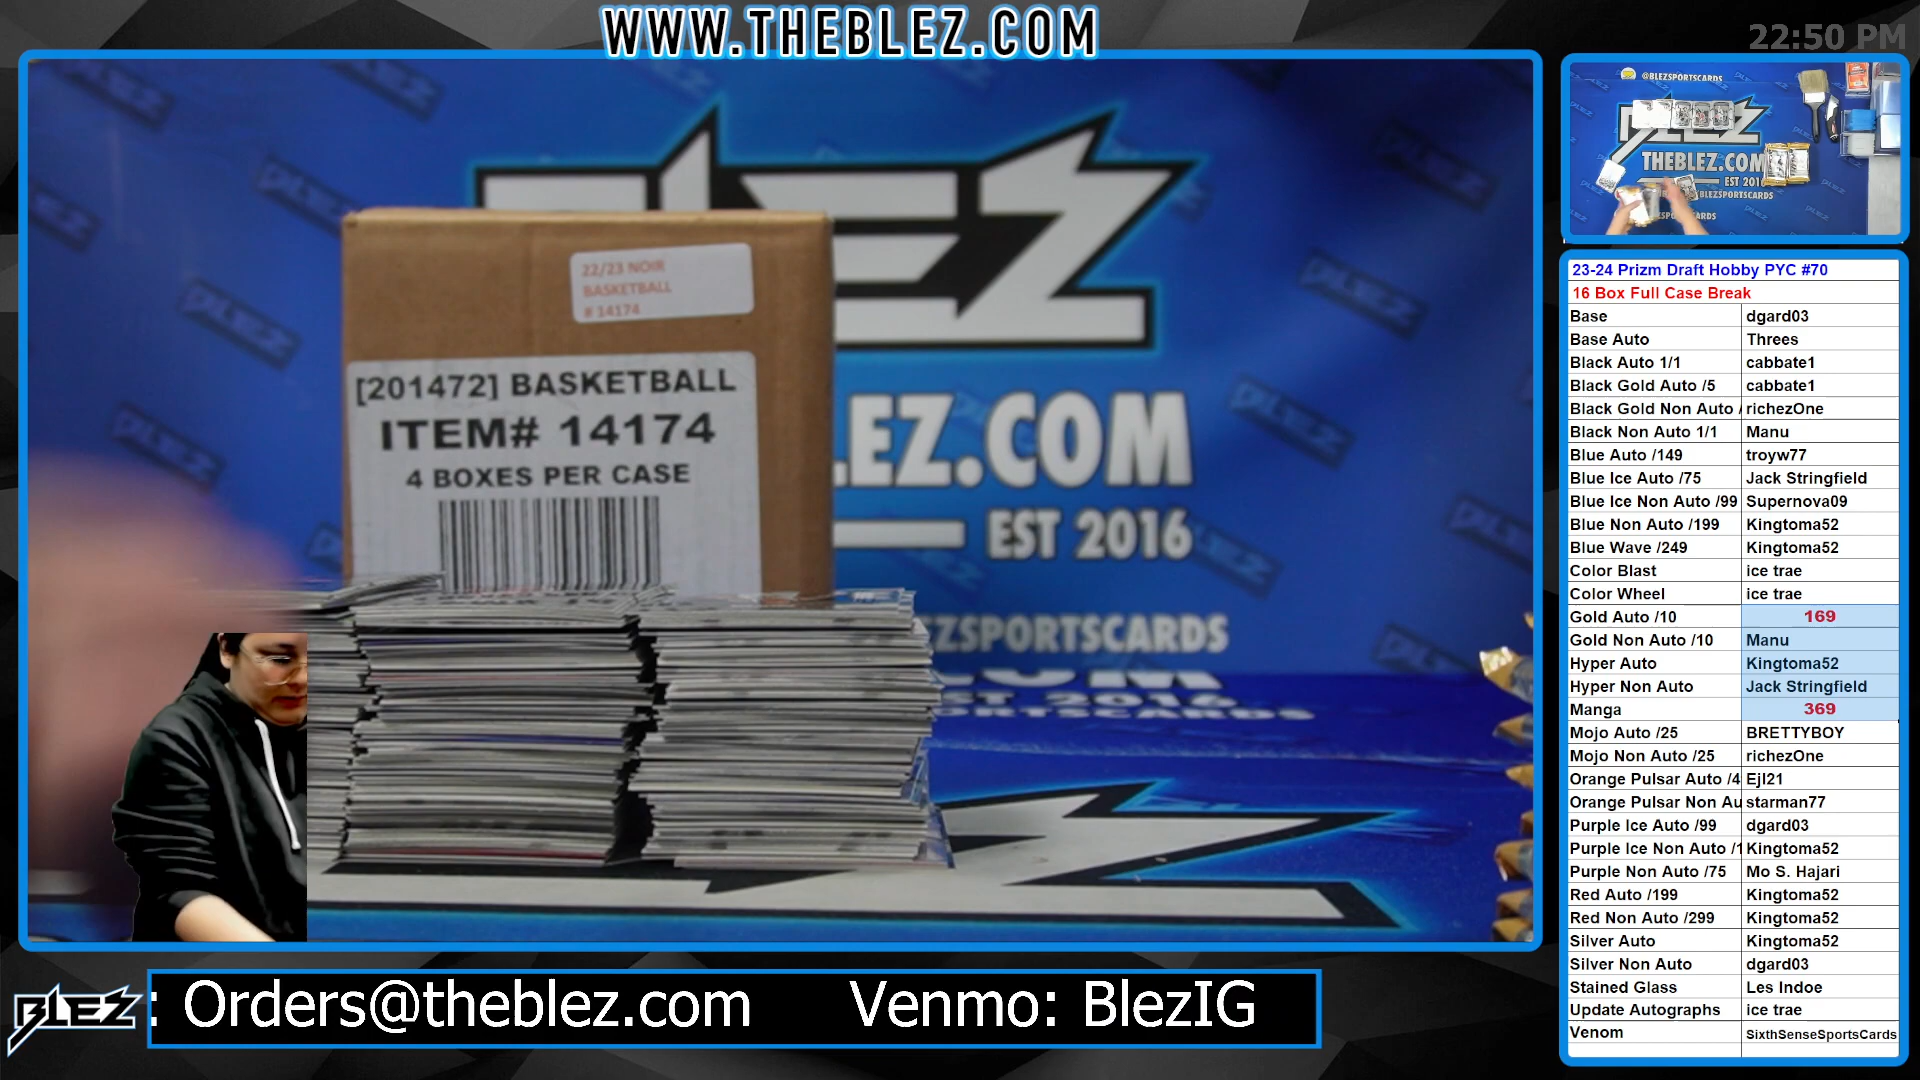 WWW.THEBLEZ.COM
22:50 PM
22/23 NOIR
BASKETBALL
# 14174
[201472] BASKETBALL
ITEM# 14174
4 BOXES PER CASE
BLEZ
EZ.COM
EST 2016
EZSPORTSCARDS
@BLEZSPORTSCARDS
BLEZ
THEBLEZ.COM
EST 2016
BLEZSPORTSCARDS
23-24 Prizm Draft Hobby PYC #70
16 Box Full Case Break
Base dgard03
Base Auto Threes
Black Auto 1/1 cabbate1
Black Gold Auto /5 cabbate1
Black Gold Non Auto / richezOne
Black Non Auto 1/1 Manu
Blue Auto /149 troyw77
Blue Ice Auto /75 Jack Stringfield
Blue Ice Non Auto /99 Supernova09
Blue Non Auto /199 Kingtoma52
Blue Wave /249 Kingtoma52
Color Blast ice trae
Color Wheel ice trae
Gold Auto /10 169
Gold Non Auto /10 Manu
Hyper Auto Kingtoma52
Hyper Non Auto Jack Stringfield
Manga 369
Mojo Auto /25 BRETTYBOY
Mojo Non Auto /25 richezOne
Orange Pulsar Auto /4 Ejl21
Orange Pulsar Non Au starman77
Purple Ice Auto /99 dgard03
Purple Ice Non Auto /1 Kingtoma52
Purple Non Auto /75 Mo S. Hajari
Red Auto /199 Kingtoma52
Red Non Auto /299 Kingtoma52
Silver Auto Kingtoma52
Silver Non Auto dgard03
Stained Glass Les Indoe
Update Autographs ice trae
Venom SixthSenseSportsCards
BLEZ : Orders@theblez.com Venmo: BlezIG